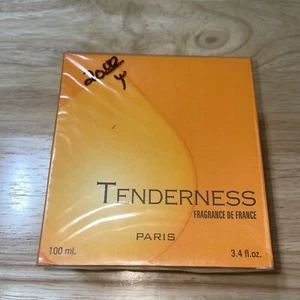 TENDERNESS
FRAGRANCE DE FRANCE
PARIS
100 ml. 3.4 fl.oz.